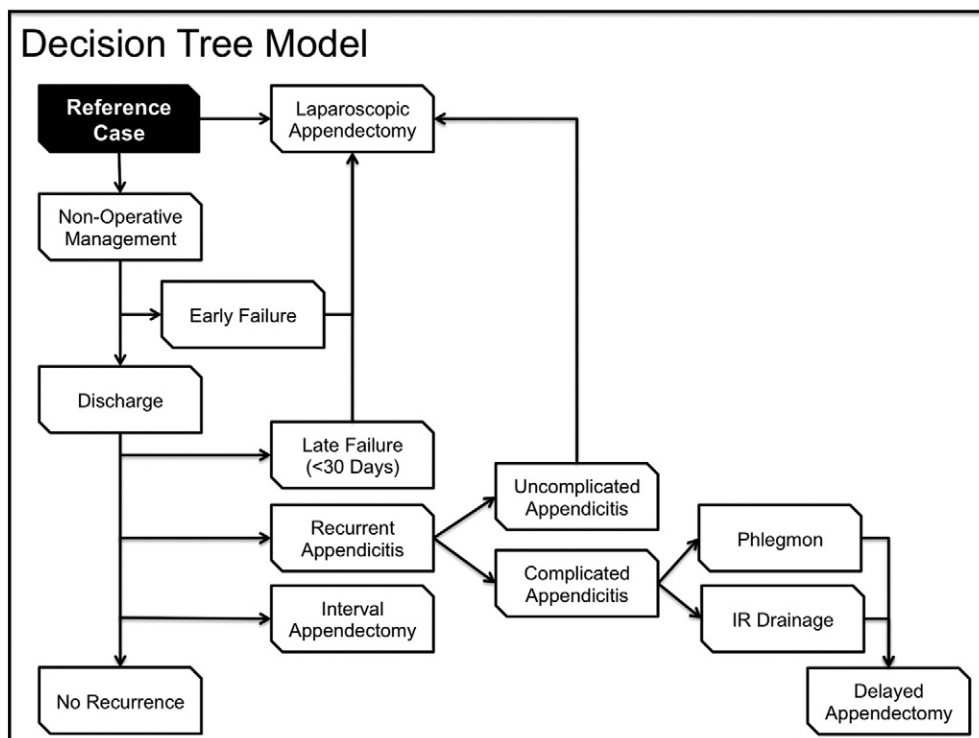 Decision Tree Model
Reference
Case
Laparoscopic
Appendectomy
Non-Operative
Management
Early Failure
Discharge
Late Failure
(<30 Days)
Recurrent
Appendicitis
Uncomplicated
Appendicitis
Complicated
Appendicitis
Phlegmon
IR Drainage
Interval
Appendectomy
No Recurrence
Delayed
Appendectomy